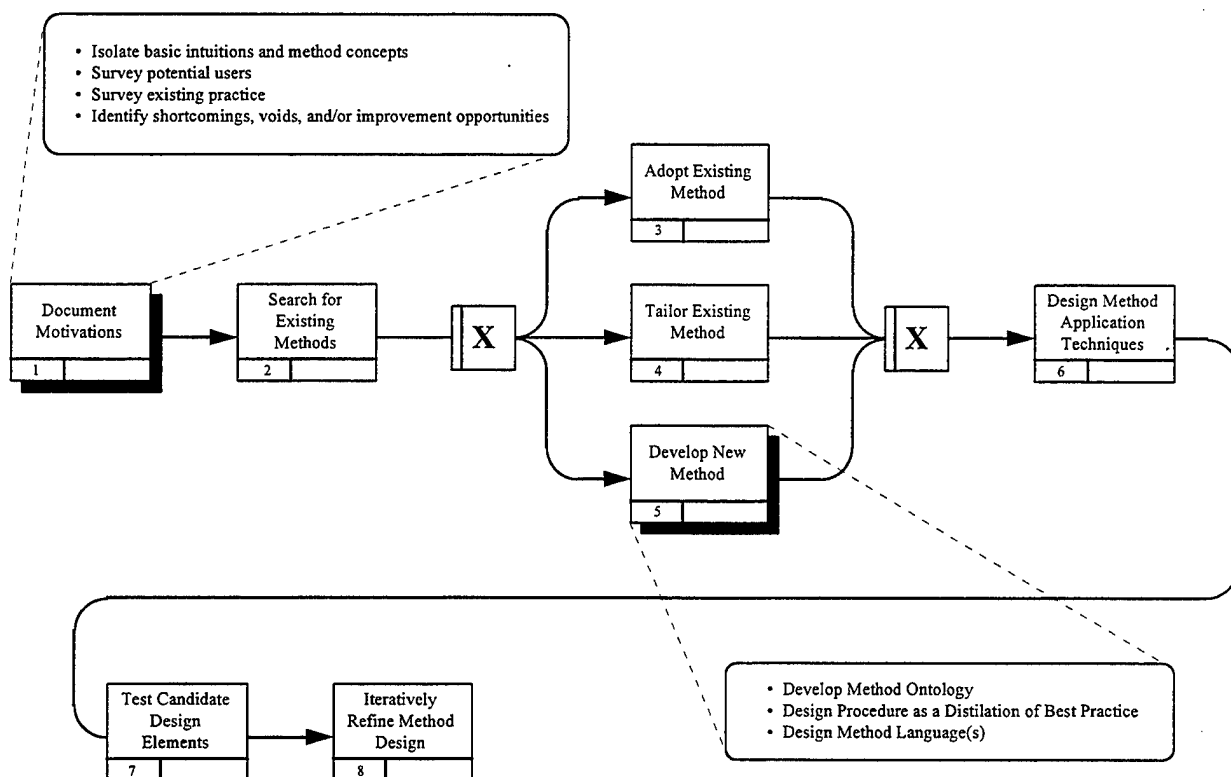 • Isolate basic intuitions and method concepts
• Survey potential users
• Survey existing practice
• Identify shortcomings, voids, and/or improvement opportunities
Document
Motivations
1
Search for
Existing
Methods
2
X
Adopt Existing
Method
3
Tailor Existing
Method
4
Develop New
Method
5
X
Design Method
Application
Techniques
6
Test Candidate
Design
Elements
7
Iteratively
Refine Method
Design
8
• Develop Method Ontology
• Design Procedure as a Distilation of Best Practice
• Design Method Language(s)